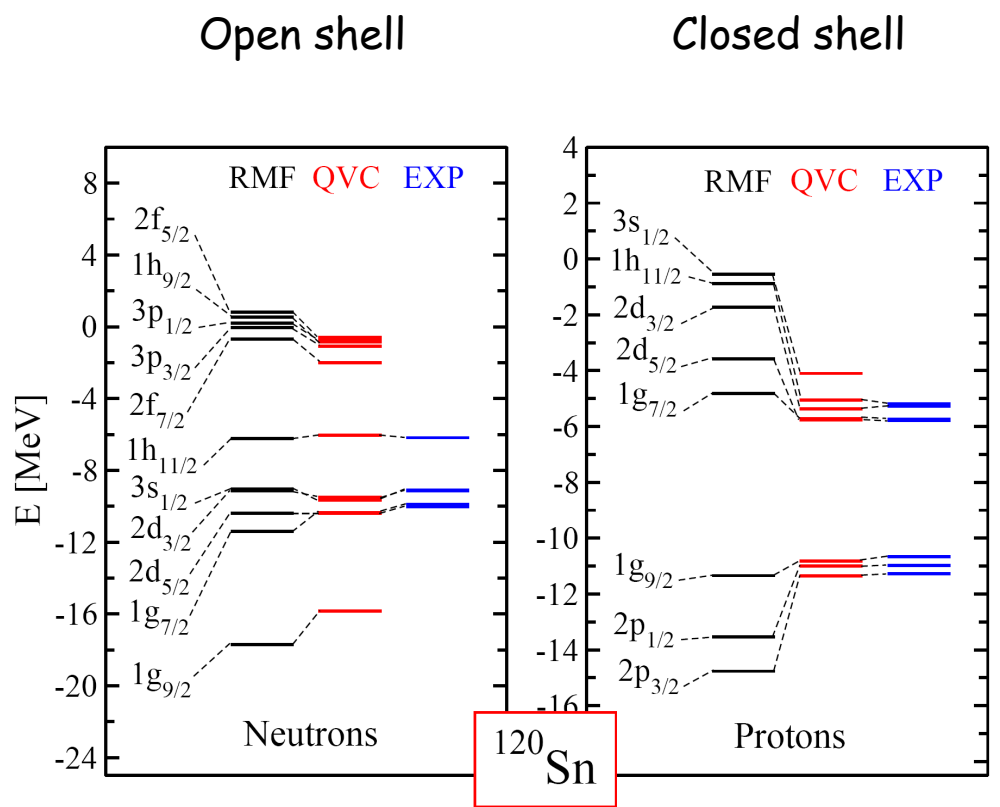 Open shell
Closed shell
E [MeV]
8
4
0
-4
-8
-12
-16
-20
-24
RMF QVC EXP
2f5/2
1h9/2
3p1/2
3p3/2
2f7/2
1h11/2
3s1/2
2d3/2
2d5/2
1g7/2
1g9/2
Neutrons
4
2
0
-2
-4
-6
-8
-10
-12
-14
-16
RMF QVC EXP
3s1/2
1h11/2
2d3/2
2d5/2
1g7/2
1g9/2
2p1/2
2p3/2
Protons
120Sn